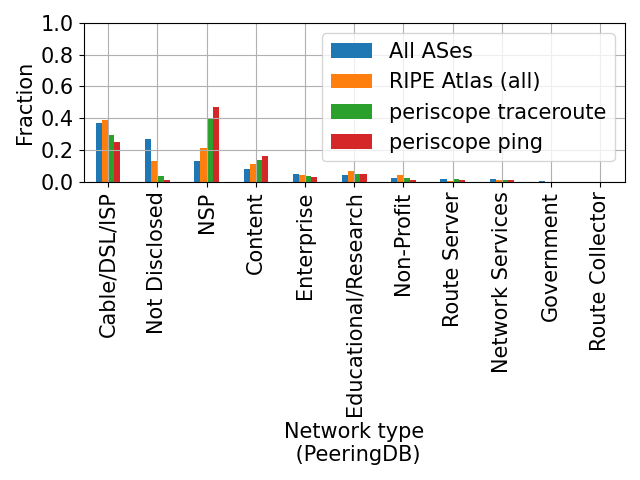 1.0
0.8
0.6
0.4
0.2
0.0
Fraction
All ASes
RIPE Atlas (all)
periscope traceroute
periscope ping
Cable/DSL/ISP
Not Disclosed
NSP
Content
Enterprise
Educational/Research
Non-Profit
Route Server
Network Services
Government
Route Collector
Network type
(PeeringDB)